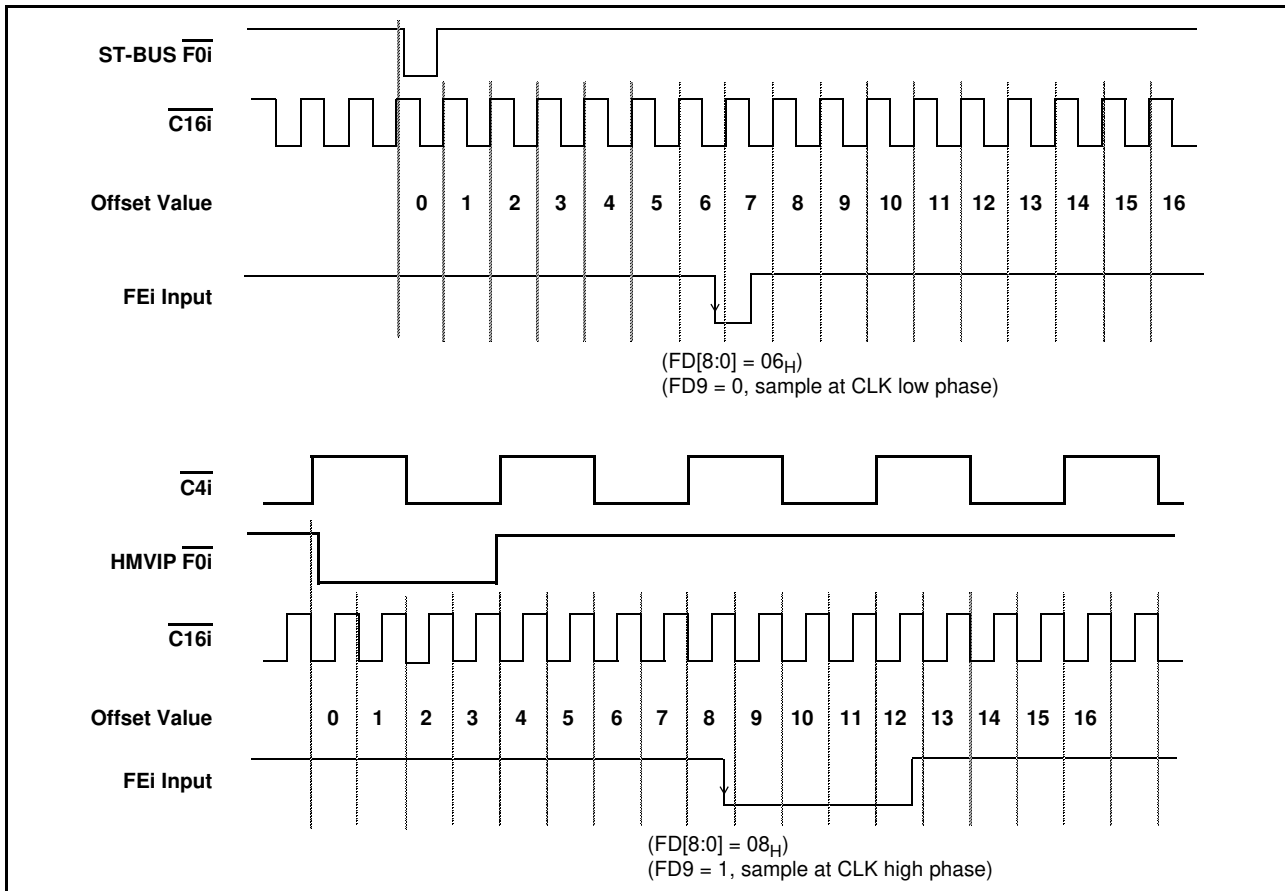 ST-BUS F0i
C16i
Offset Value 0 1 2 3 4 5 6 7 8 9 10 11 12 13 14 15 16
FEi Input
(FD[8:0] = 06H)
(FD9 = 0, sample at CLK low phase)
C4i
HMVIP F0i
C16i
Offset Value 0 1 2 3 4 5 6 7 8 9 10 11 12 13 14 15 16
FEi Input
(FD[8:0] = 08H)
(FD9 = 1, sample at CLK high phase)